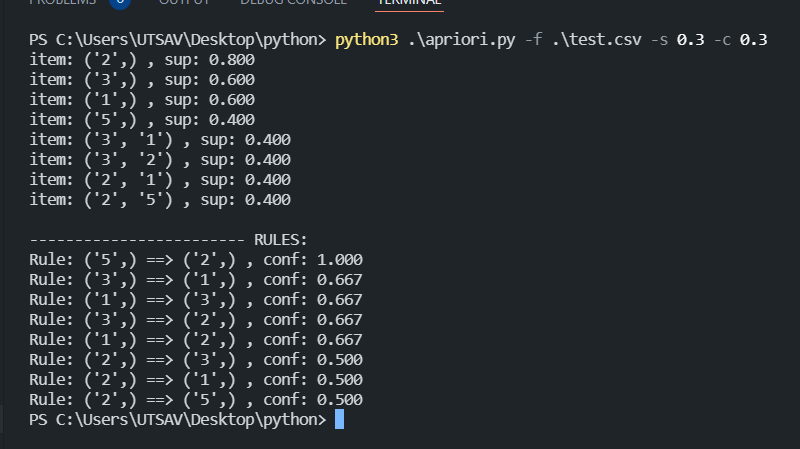 PROBLEMS 6 OUTPUT DEBUG CONSOLE TERMINAL
PS C:\Users\UTSAV\Desktop\python> python3 .\apriori.py -f .\test.csv -s 0.3 -c 0.3
item: ('2',) , sup: 0.800
item: ('3',) , sup: 0.600
item: ('1',) , sup: 0.600
item: ('5',) , sup: 0.400
item: ('3', '1') , sup: 0.400
item: ('3', '2') , sup: 0.400
item: ('2', '1') , sup: 0.400
item: ('2', '5') , sup: 0.400
------------------------ RULES:
Rule: ('5',) ==> ('2',) , conf: 1.000
Rule: ('3',) ==> ('1',) , conf: 0.667
Rule: ('1',) ==> ('3',) , conf: 0.667
Rule: ('3',) ==> ('2',) , conf: 0.667
Rule: ('1',) ==> ('2',) , conf: 0.667
Rule: ('2',) ==> ('3',) , conf: 0.500
Rule: ('2',) ==> ('1',) , conf: 0.500
Rule: ('2',) ==> ('5',) , conf: 0.500
PS C:\Users\UTSAV\Desktop\python>